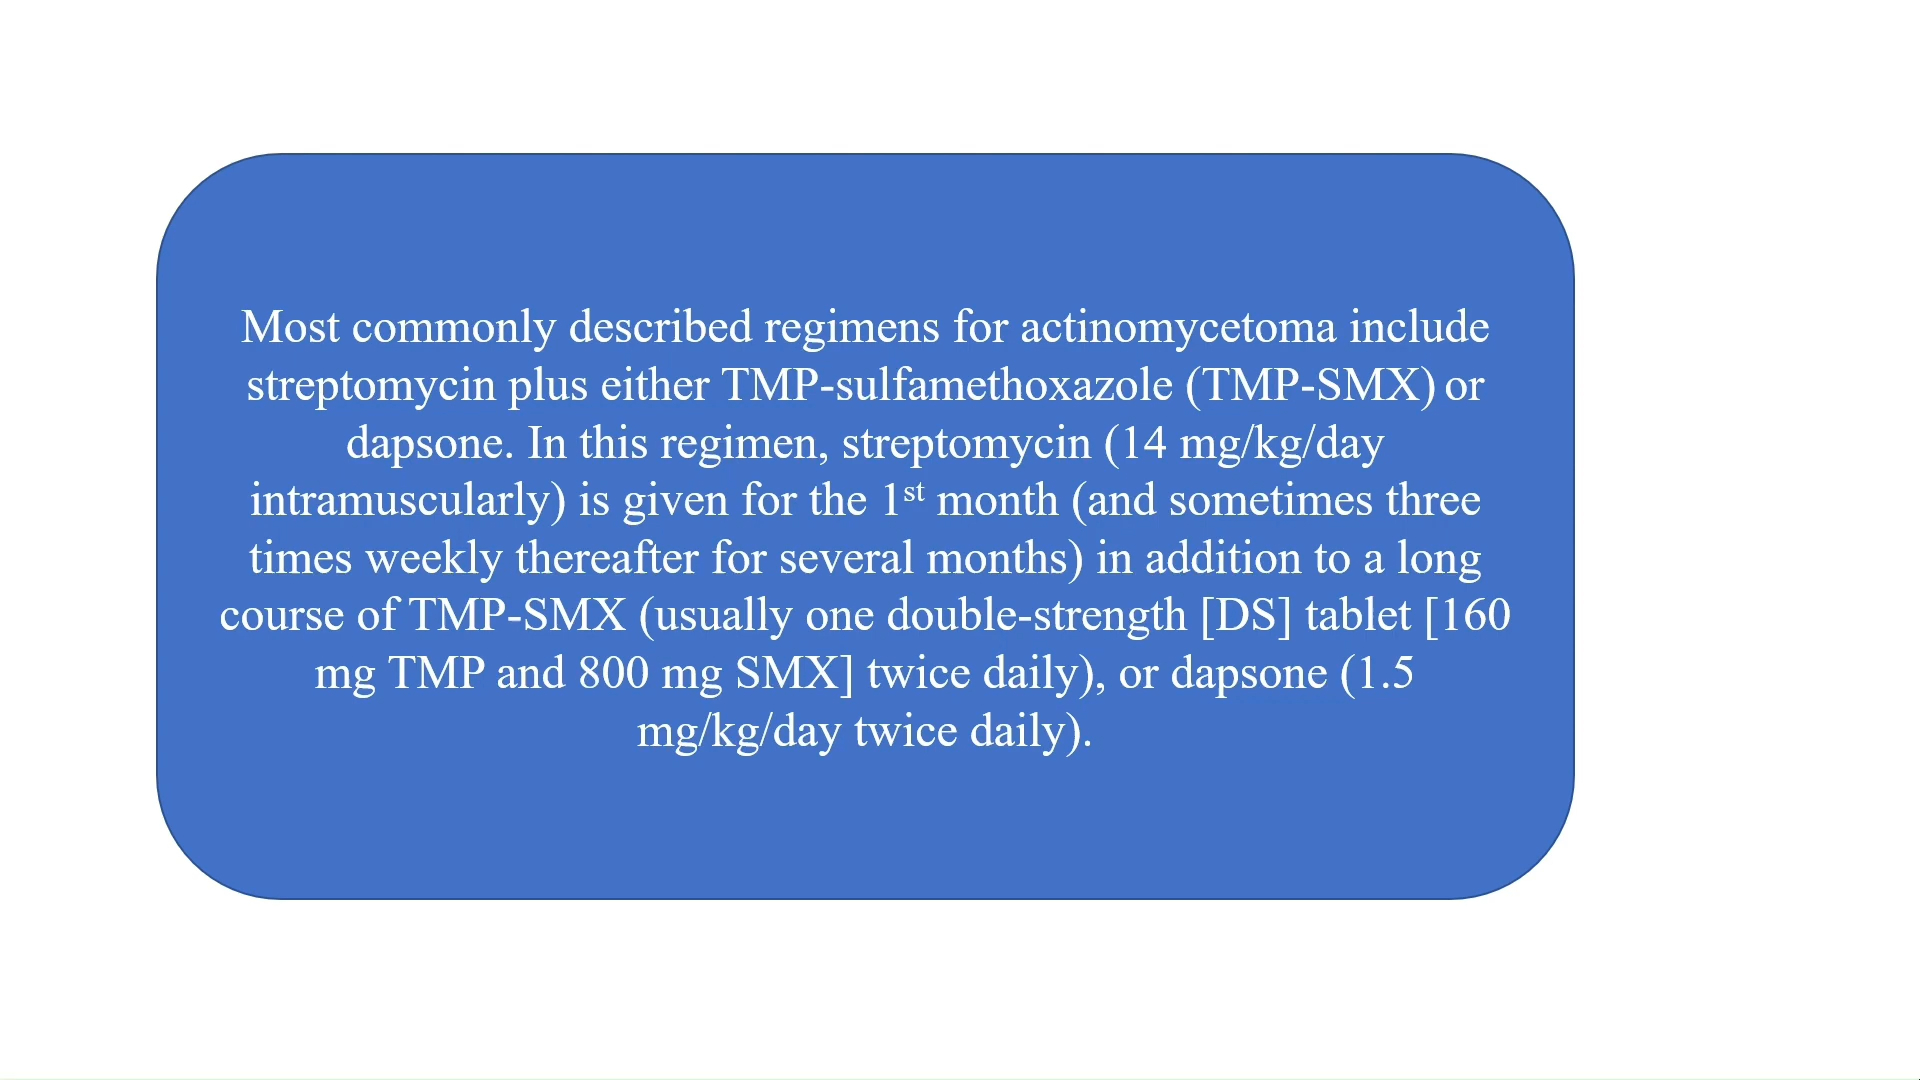 Most commonly described regimens for actinomycetoma include
streptomycin plus either TMP-sulfamethoxazole (TMP-SMX) or
dapsone. In this regimen, streptomycin (14 mg/kg/day
intramuscularly) is given for the 1st month (and sometimes three
times weekly thereafter for several months) in addition to a long
course of TMP-SMX (usually one double-strength [DS] tablet [160
mg TMP and 800 mg SMX] twice daily), or dapsone (1.5
mg/kg/day twice daily).